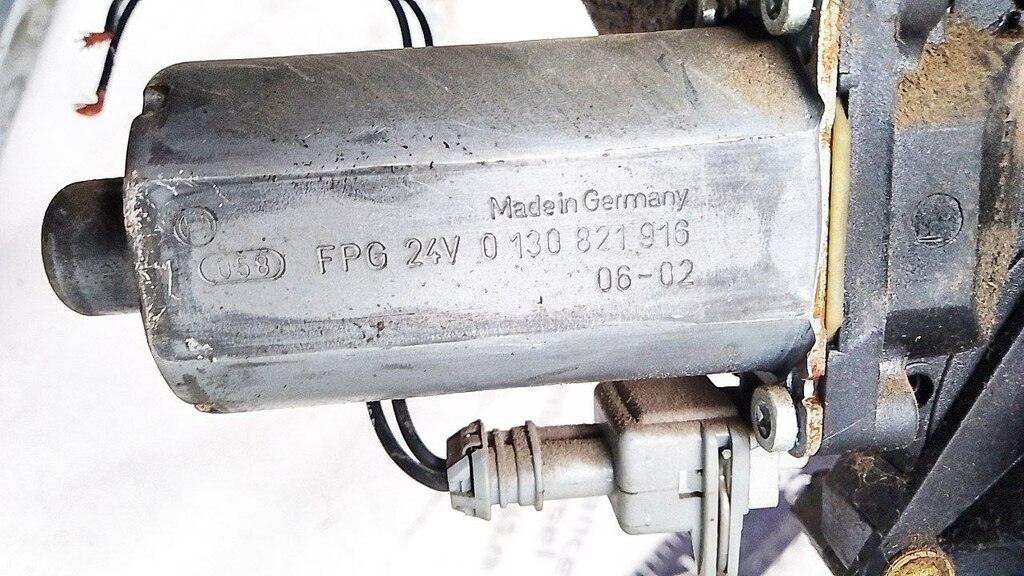 Made in Germany
058 FPG 24V 0 130 821 916
06-02